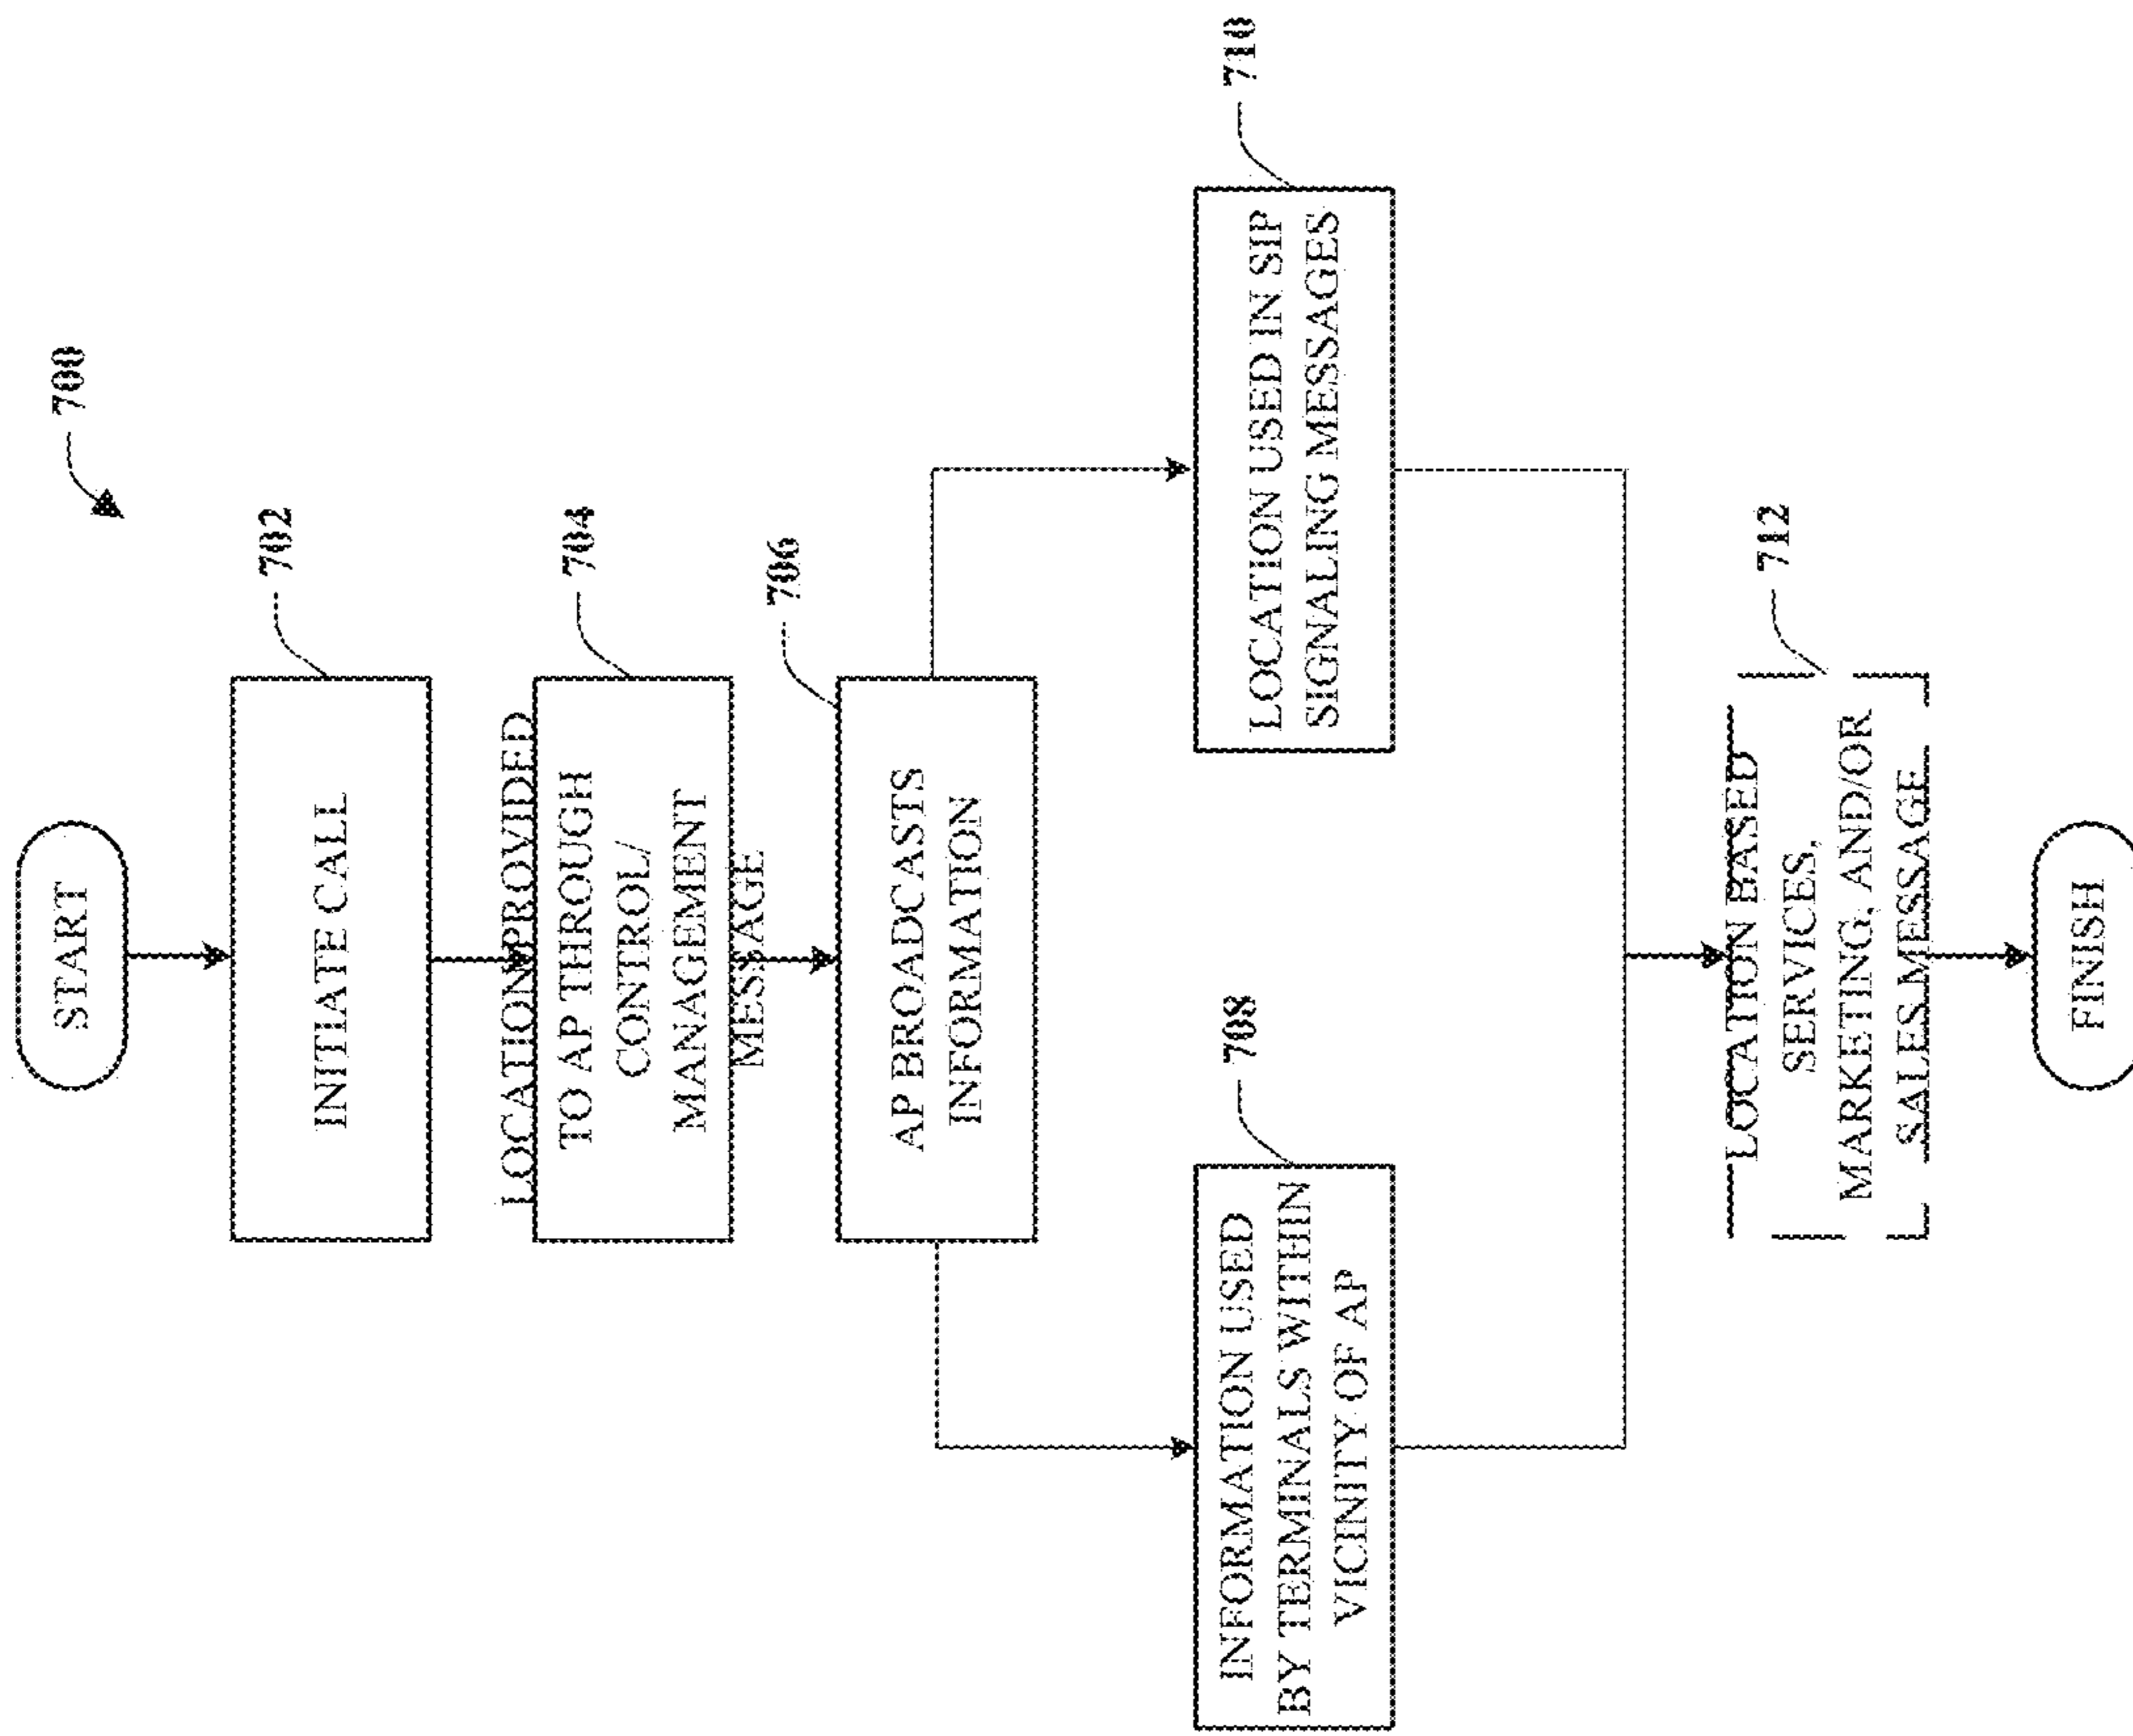 700
START
702
INITIATE CALL
704
LOCATION PROVIDED
TO AP THROUGH
CONTROL/
MANAGEMENT
MESSAGE
706
AP BROADCASTS
INFORMATION
708
INFORMATION USED
BY TERMINALS WITHIN
VICINITY OF AP
710
LOCATION USED IN SIP
SIGNALING MESSAGES
712
LOCATION BASED
SERVICES,
MARKETING, AND/OR
SALES MESSAGE
FINISH